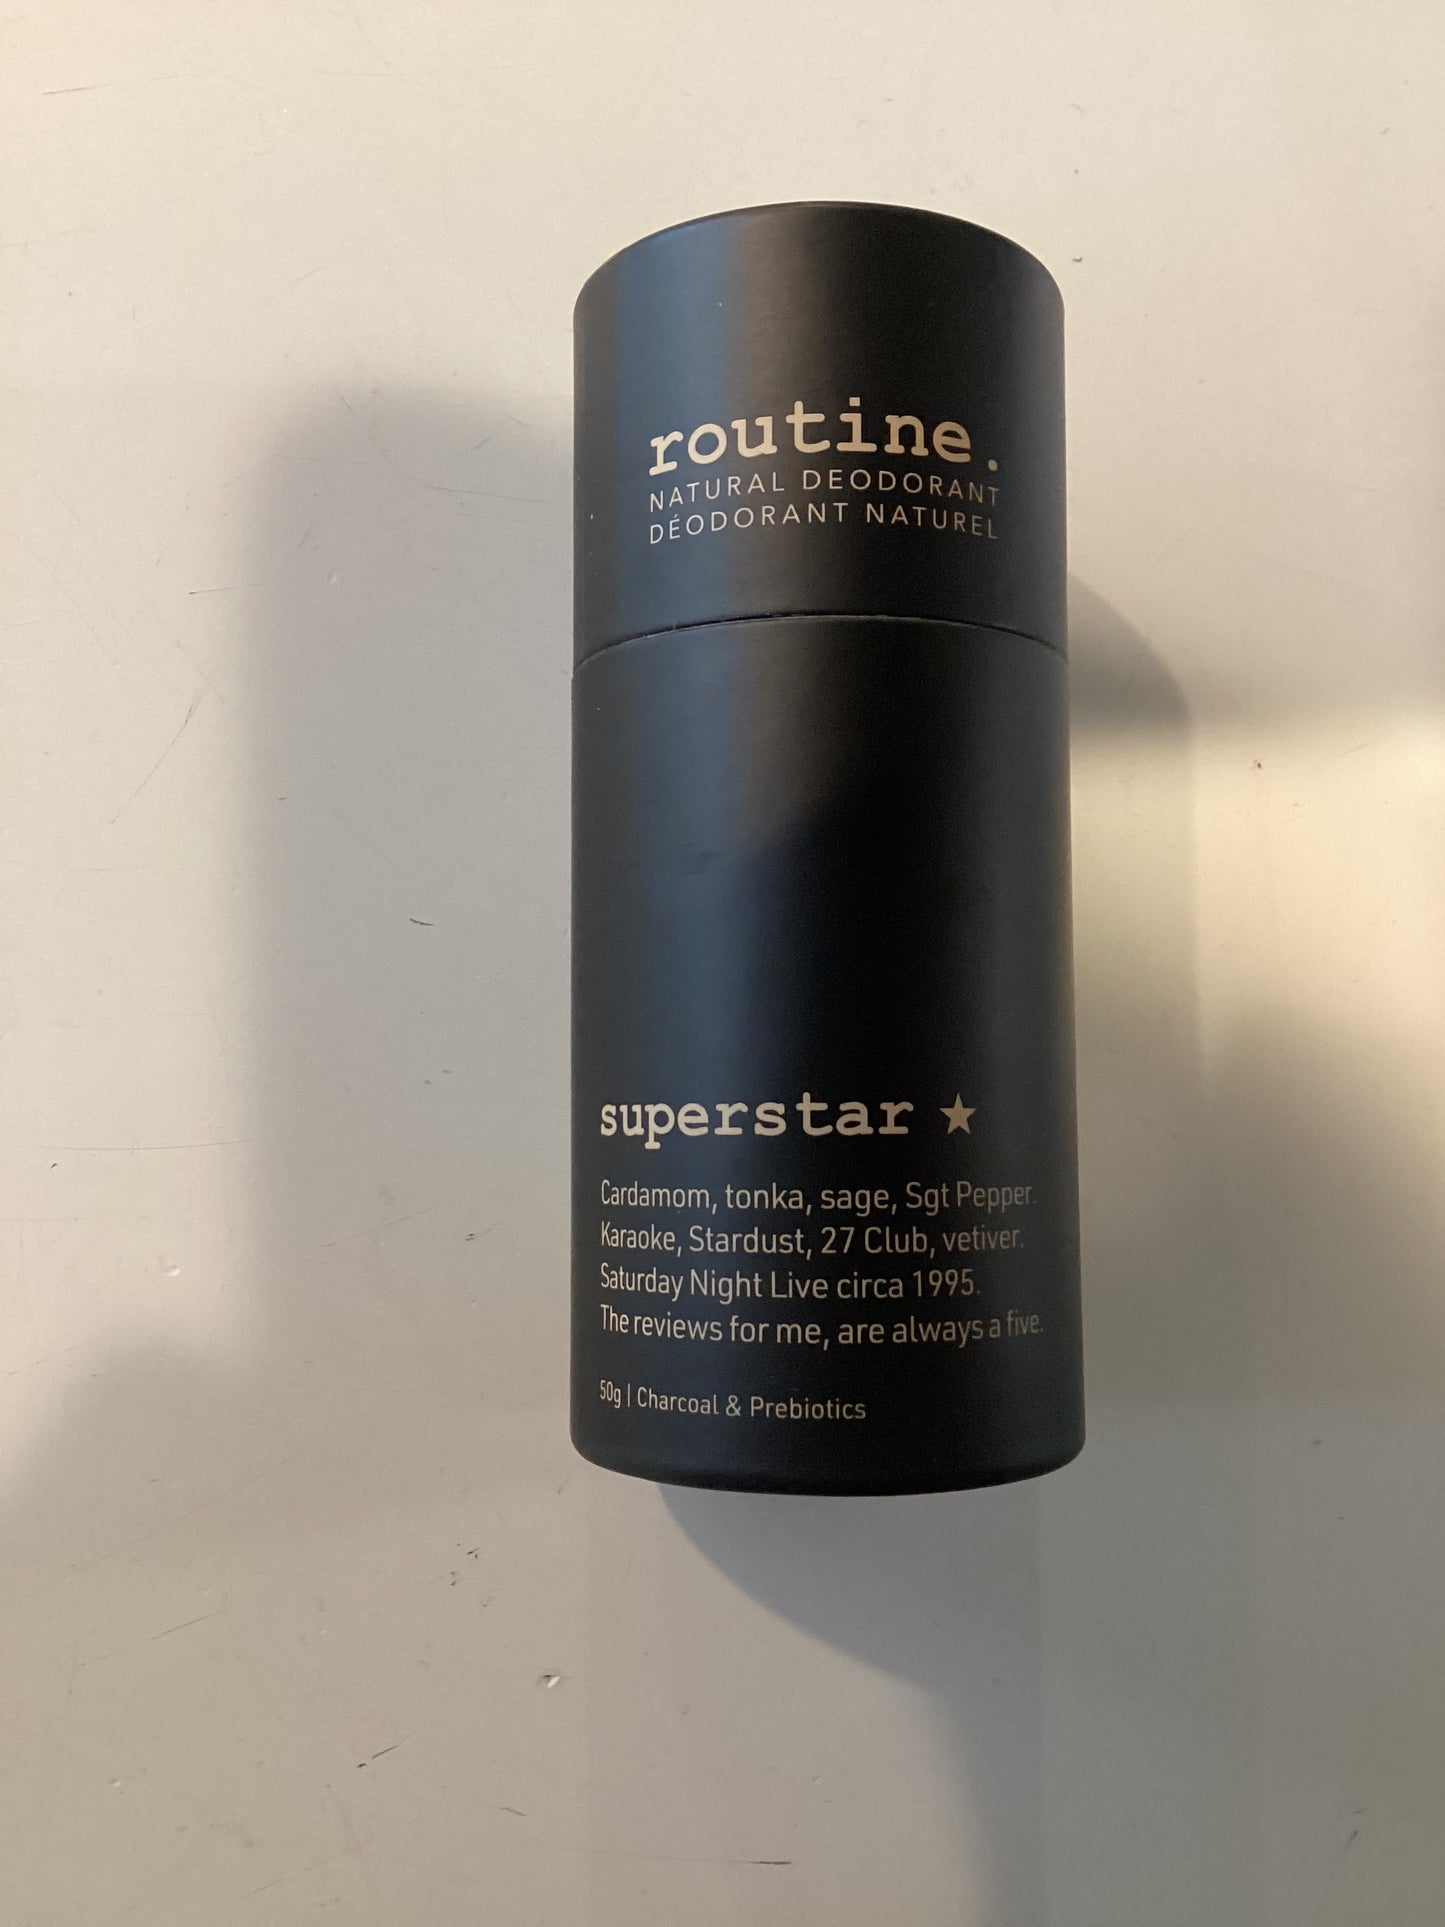 routine.
NATURAL DEODORANT
DÉODORANT NATUREL
superstar ★
Cardamom, tonka, sage, Sgt Pepper.
Karaoke, Stardust, 27 Club, vetiver.
Saturday Night Live circa 1995.
The reviews for me, are always a five.
50g | Charcoal & Prebiotics